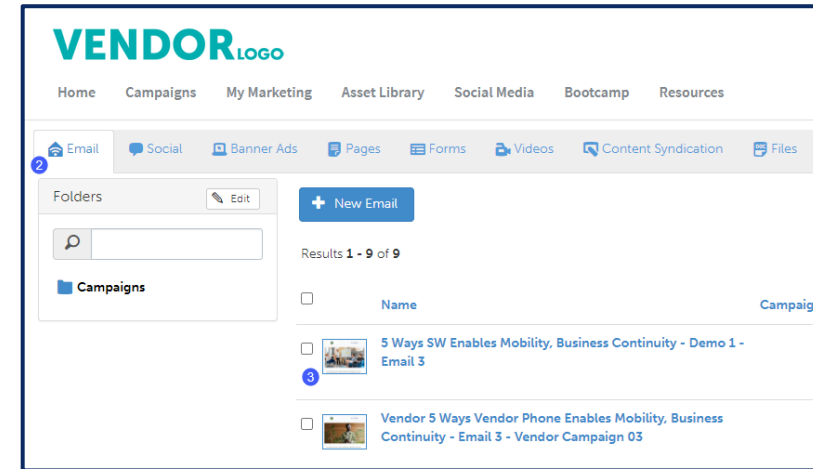 VENDOR LOGO
Home Campaigns My Marketing Asset Library Social Media Bootcamp Resources
Email Social Banner Ads Pages Forms Videos Content Syndication Files
2
Folders Edit
New Email
Results 1 - 9 of 9
Campaigns
Name Campaig
5 Ways SW Enables Mobility, Business Continuity - Demo 1 -
Email 3
3
Vendor 5 Ways Vendor Phone Enables Mobility, Business
Continuity - Email 3 - Vendor Campaign 03